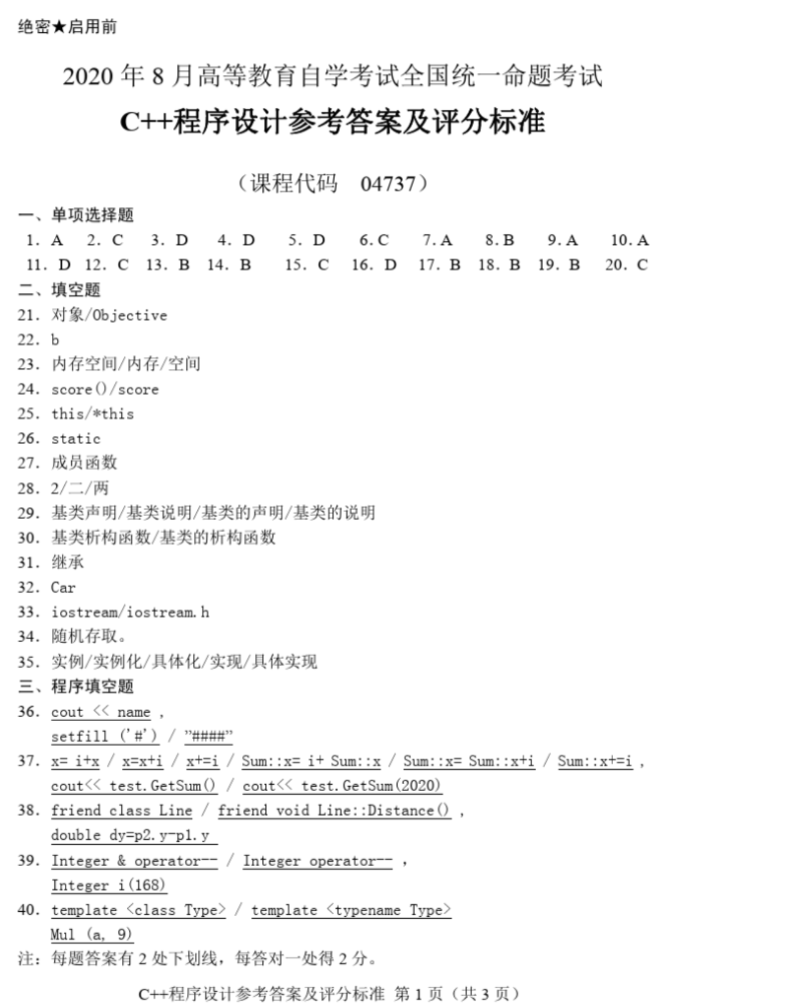 绝密★启用前
2020 年 8 月高等教育自学考试全国统一命题考试
C++程序设计参考答案及评分标准
（课程代码　04737）
一、单项选择题
1. A 2. C 3. D 4. D 5. D 6. C 7. A 8. B 9. A 10. A
11. D 12. C 13. B 14. B 15. C 16. D 17. B 18. B 19. B 20. C
二、填空题
21. 对象/Objective
22. b
23. 内存空间/内存/空间
24. score()/score
25. this/*this
26. static
27. 成员函数
28. 2/二/两
29. 基类声明/基类说明/基类的声明/基类的说明
30. 基类析构函数/基类的析构函数
31. 继承
32. Car
33. iostream/iostream.h
34. 随机存取。
35. 实例/实例化/具体化/实现/具体实现
三、程序填空题
36. cout << name ，
setfill ('#') / ”####”
37. x= i+x / x=x+i / x+=i / Sum::x= i+ Sum::x / Sum::x= Sum::x+i / Sum::x+=i ，
cout<< test.GetSum() / cout<< test.GetSum(2020)
38. friend class Line / friend void Line::Distance() ，
double dy=p2.y-p1.y
39. Integer & operator-- / Integer operator-- ，
Integer i(168)
40. template <class Type> / template <typename Type>
Mul (a, 9)
注：每题答案有 2 处下划线，每答对一处得 2 分。
C++程序设计参考答案及评分标准 第 1 页（共 3 页）